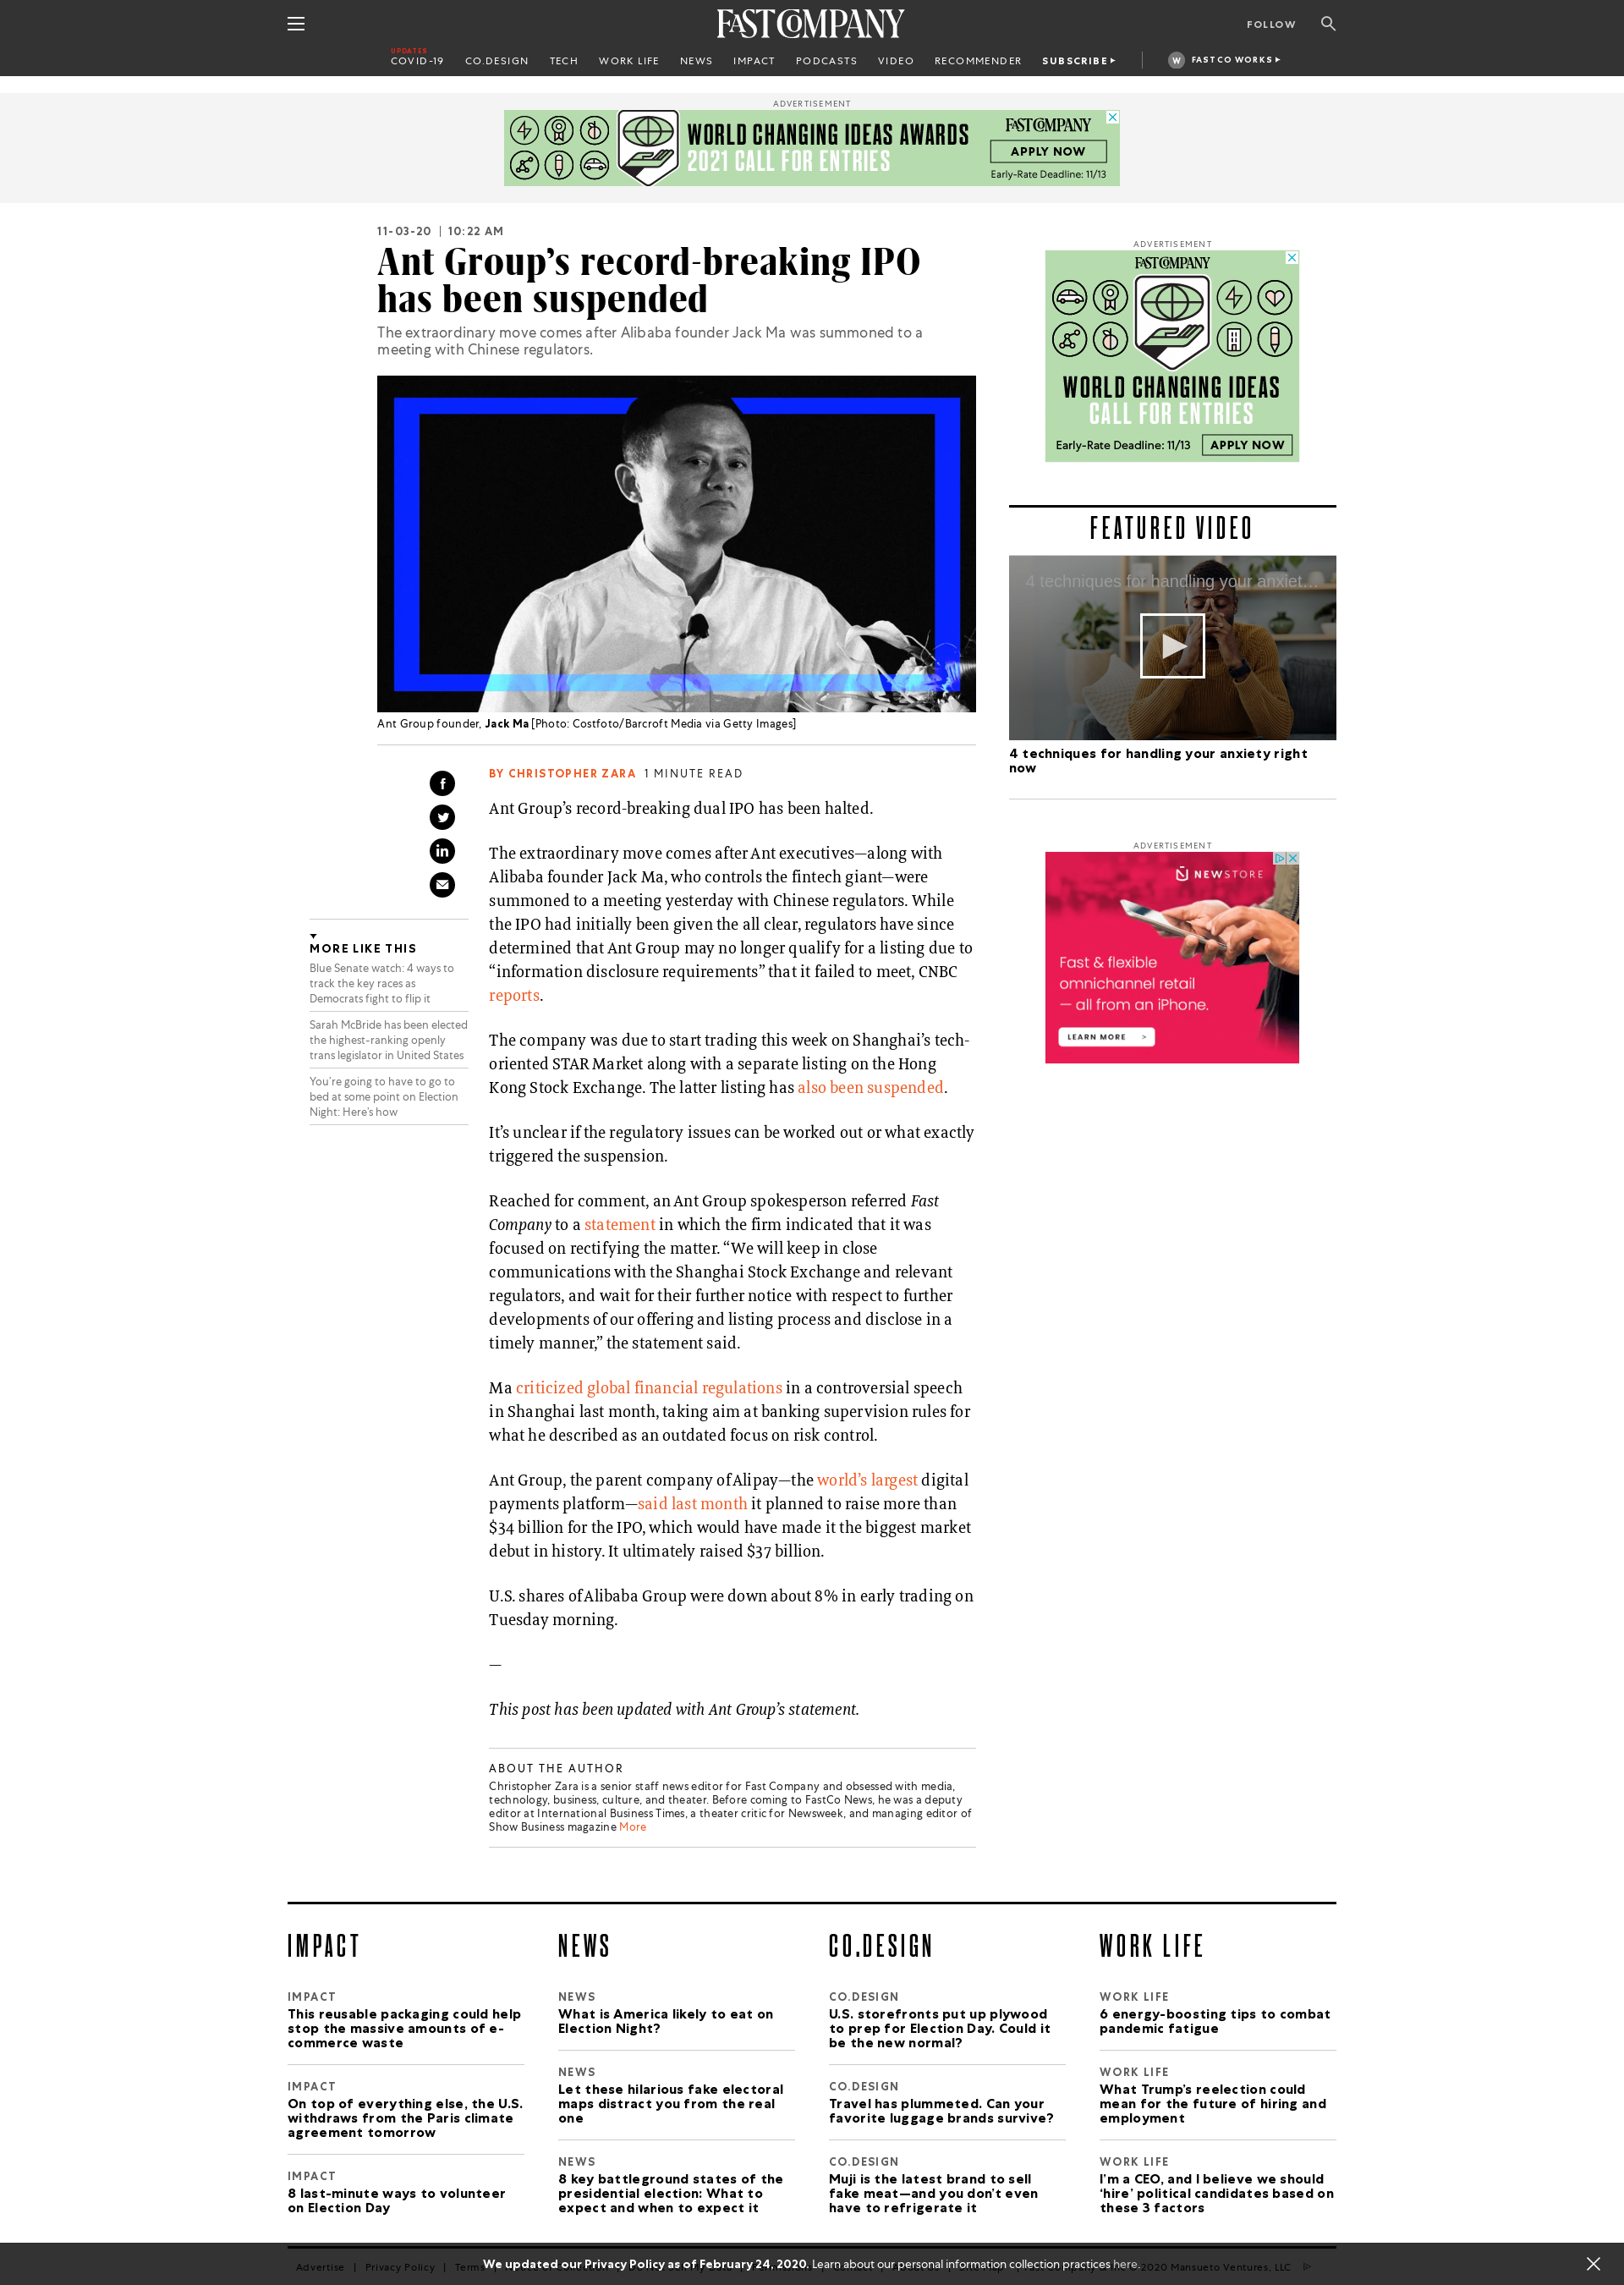 FAST COMPANY
FOLLOW
UPDATES
COVID-19 CO.DESIGN TECH WORK LIFE NEWS IMPACT PODCASTS VIDEO RECOMMENDER SUBSCRIBE
W FASTCO WORKS
ADVERTISEMENT
WORLD CHANGING IDEAS AWARDS
2021 CALL FOR ENTRIES
FAST COMPANY
APPLY NOW
Early-Rate Deadline: 11/13
11-03-20 | 10:22 AM
Ant Group’s record-breaking IPO
has been suspended
The extraordinary move comes after Alibaba founder Jack Ma was summoned to a
meeting with Chinese regulators.
Ant Group founder, Jack Ma [Photo: Costfoto/Barcroft Media via Getty Images]
BY CHRISTOPHER ZARA 1 MINUTE READ
Ant Group’s record-breaking dual IPO has been halted.
The extraordinary move comes after Ant executives—along with
Alibaba founder Jack Ma, who controls the fintech giant—were
summoned to a meeting yesterday with Chinese regulators. While
the IPO had initially been given the all clear, regulators have since
determined that Ant Group may no longer qualify for a listing due to
“information disclosure requirements” that it failed to meet, CNBC
reports.
The company was due to start trading this week on Shanghai’s tech-
oriented STAR Market along with a separate listing on the Hong
Kong Stock Exchange. The latter listing has also been suspended.
It’s unclear if the regulatory issues can be worked out or what exactly
triggered the suspension.
Reached for comment, an Ant Group spokesperson referred Fast
Company to a statement in which the firm indicated that it was
focused on rectifying the matter. “We will keep in close
communications with the Shanghai Stock Exchange and relevant
regulators, and wait for their further notice with respect to further
developments of our offering and listing process and disclose in a
timely manner,” the statement said.
Ma criticized global financial regulations in a controversial speech
in Shanghai last month, taking aim at banking supervision rules for
what he described as an outdated focus on risk control.
Ant Group, the parent company of Alipay—the world’s largest digital
payments platform—said last month it planned to raise more than
$34 billion for the IPO, which would have made it the biggest market
debut in history. It ultimately raised $37 billion.
U.S. shares of Alibaba Group were down about 8% in early trading on
Tuesday morning.
—
This post has been updated with Ant Group’s statement.
ABOUT THE AUTHOR
Christopher Zara is a senior staff news editor for Fast Company and obsessed with media,
technology, business, culture, and theater. Before coming to FastCo News, he was a deputy
editor at International Business Times, a theater critic for Newsweek, and managing editor of
Show Business magazine More
MORE LIKE THIS
Blue Senate watch: 4 ways to
track the key races as
Democrats fight to flip it
Sarah McBride has been elected
the highest-ranking openly
trans legislator in United States
You’re going to have to go to
bed at some point on Election
Night: Here’s how
ADVERTISEMENT
FAST COMPANY
WORLD CHANGING IDEAS
CALL FOR ENTRIES
Early-Rate Deadline: 11/13
APPLY NOW
FEATURED VIDEO
4 techniques for handling your anxiet...
4 techniques for handling your anxiety right
now
ADVERTISEMENT
NEWSTORE
Fast & flexible
omnichannel retail
— all from an iPhone.
LEARN MORE >
IMPACT
IMPACT
This reusable packaging could help
stop the massive amounts of e-
commerce waste
IMPACT
On top of everything else, the U.S.
withdraws from the Paris climate
agreement tomorrow
IMPACT
8 last-minute ways to volunteer
on Election Day
NEWS
NEWS
What is America likely to eat on
Election Night?
NEWS
Let these hilarious fake electoral
maps distract you from the real
one
NEWS
8 key battleground states of the
presidential election: What to
expect and when to expect it
CO.DESIGN
CO.DESIGN
U.S. storefronts put up plywood
to prep for Election Day. Could it
be the new normal?
CO.DESIGN
Travel has plummeted. Can your
favorite luggage brands survive?
CO.DESIGN
Muji is the latest brand to sell
fake meat—and you don’t even
have to refrigerate it
WORK LIFE
WORK LIFE
6 energy-boosting tips to combat
pandemic fatigue
WORK LIFE
What Trump’s reelection could
mean for the future of hiring and
employment
WORK LIFE
I’m a CEO, and I believe we should
‘hire’ political candidates based on
these 3 factors
We updated our Privacy Policy as of February 24, 2020. Learn about our personal information collection practices here.
Advertise | Privacy Policy | Terms 2020 Mansueto Ventures, LLC